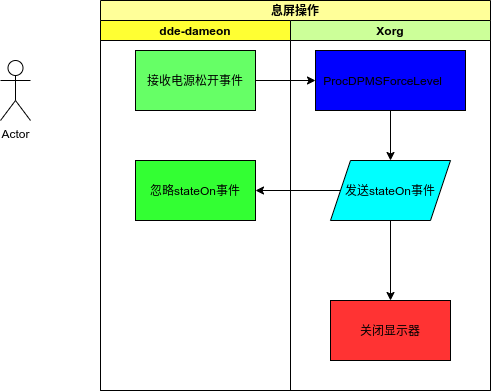 息屏操作
dde-dameon
Xorg
接收电源松开事件
ProcDPMSForceLevel
Actor
忽略stateOn事件
发送stateOn事件
关闭显示器